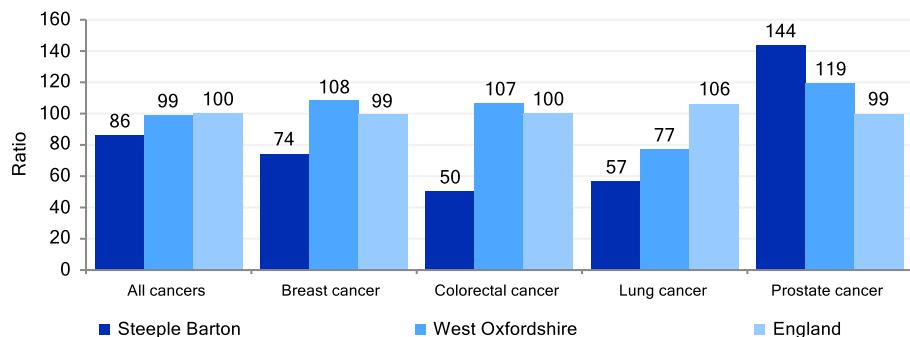 160
140
120
100
80
60
40
20
0
Ratio
86 99 100
74 108 99
50 107 100
57 77 106
144 119 99
All cancers Breast cancer Colorectal cancer Lung cancer Prostate cancer
Steeple Barton West Oxfordshire England